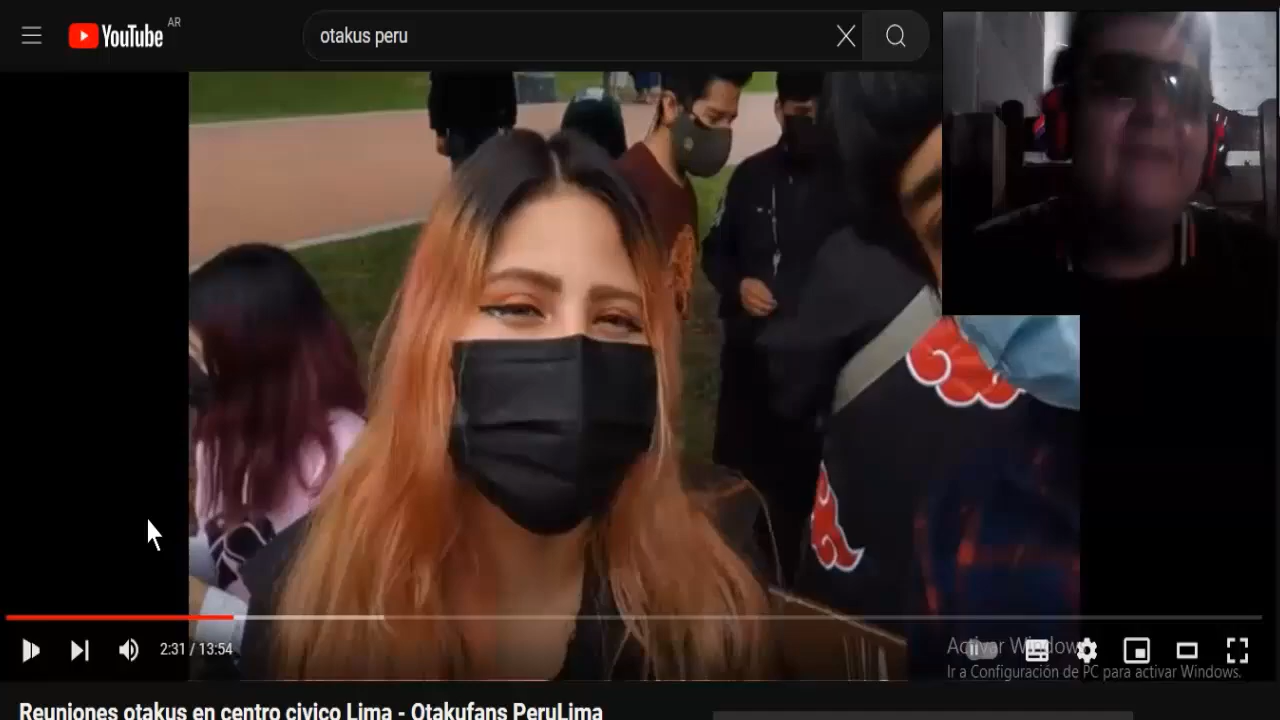 YouTube AR
otakus peru
2:31 / 13:54
Activar Windows
Ir a Configuración de PC para activar Windows.
Reuniones otakus en centro civico Lima - Otakufans PeruLima